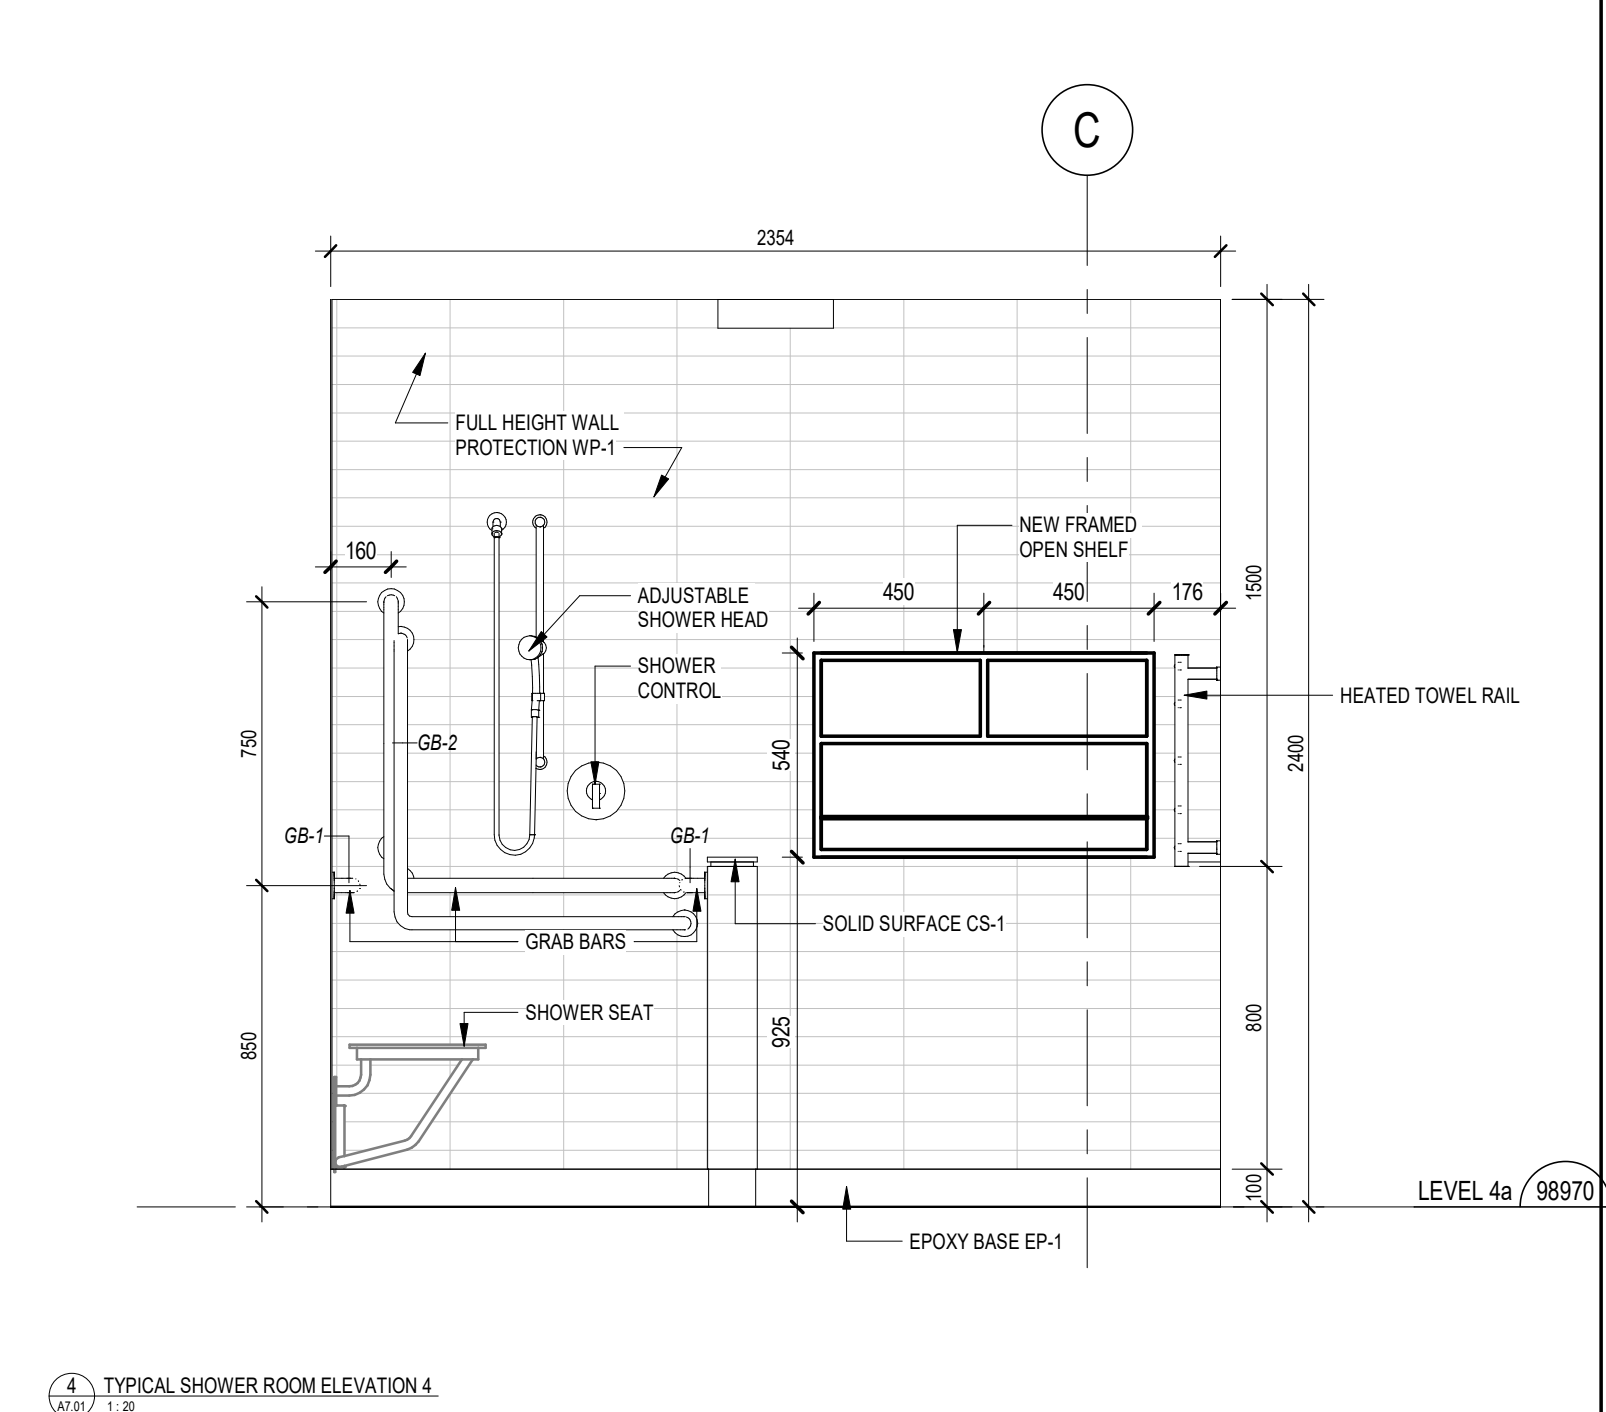 C
2354
FULL HEIGHT WALL
PROTECTION WP-1
160
NEW FRAMED
OPEN SHELF
450
450
176
1500
ADJUSTABLE
SHOWER HEAD
SHOWER
CONTROL
HEATED TOWEL RAIL
GB-2
750
540
2400
GB-1
GB-1
SOLID SURFACE CS-1
GRAB BARS
SHOWER SEAT
850
925
800
100
LEVEL 4a
98970
EPOXY BASE EP-1
4
TYPICAL SHOWER ROOM ELEVATION 4
A7.01
1 : 20